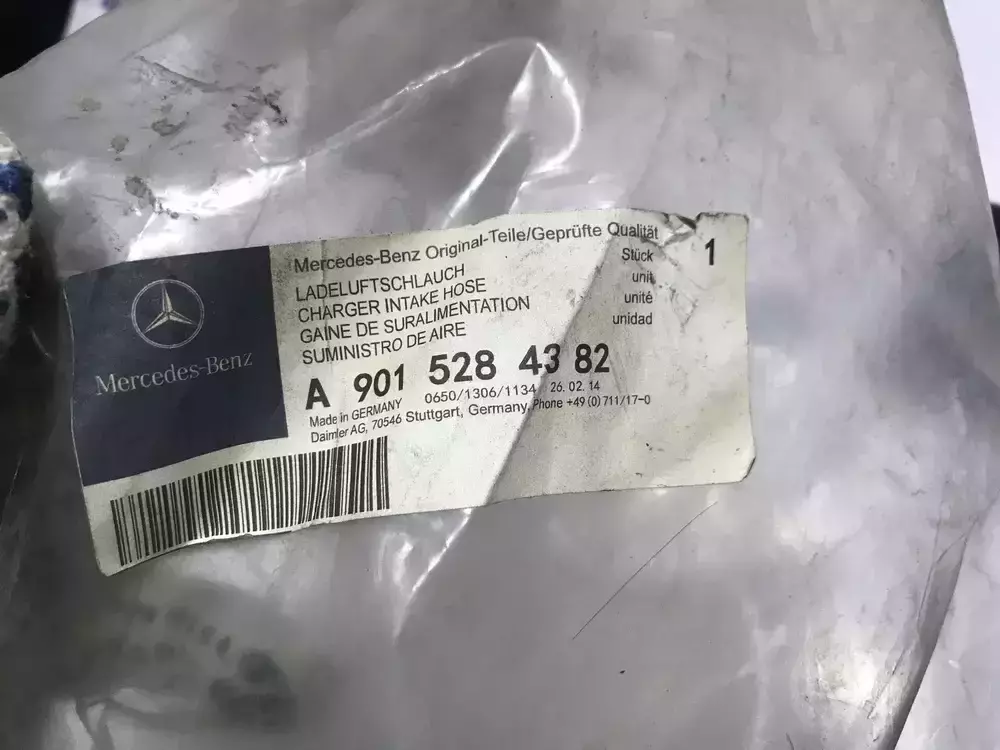 Mercedes-Benz
Mercedes-Benz Original-Teile/Geprüfte Qualität
LADELUFTSCHLAUCH
CHARGER INTAKE HOSE
GAINE DE SURALIMENTATION
SUMINISTRO DE AIRE
Stück 1
unit
unité
unidad
A 901 528 43 82
Made in GERMANY 0650/1306/1134 26.02.14
Daimler AG, 70546 Stuttgart, Germany, Phone +49(0)711/17-0